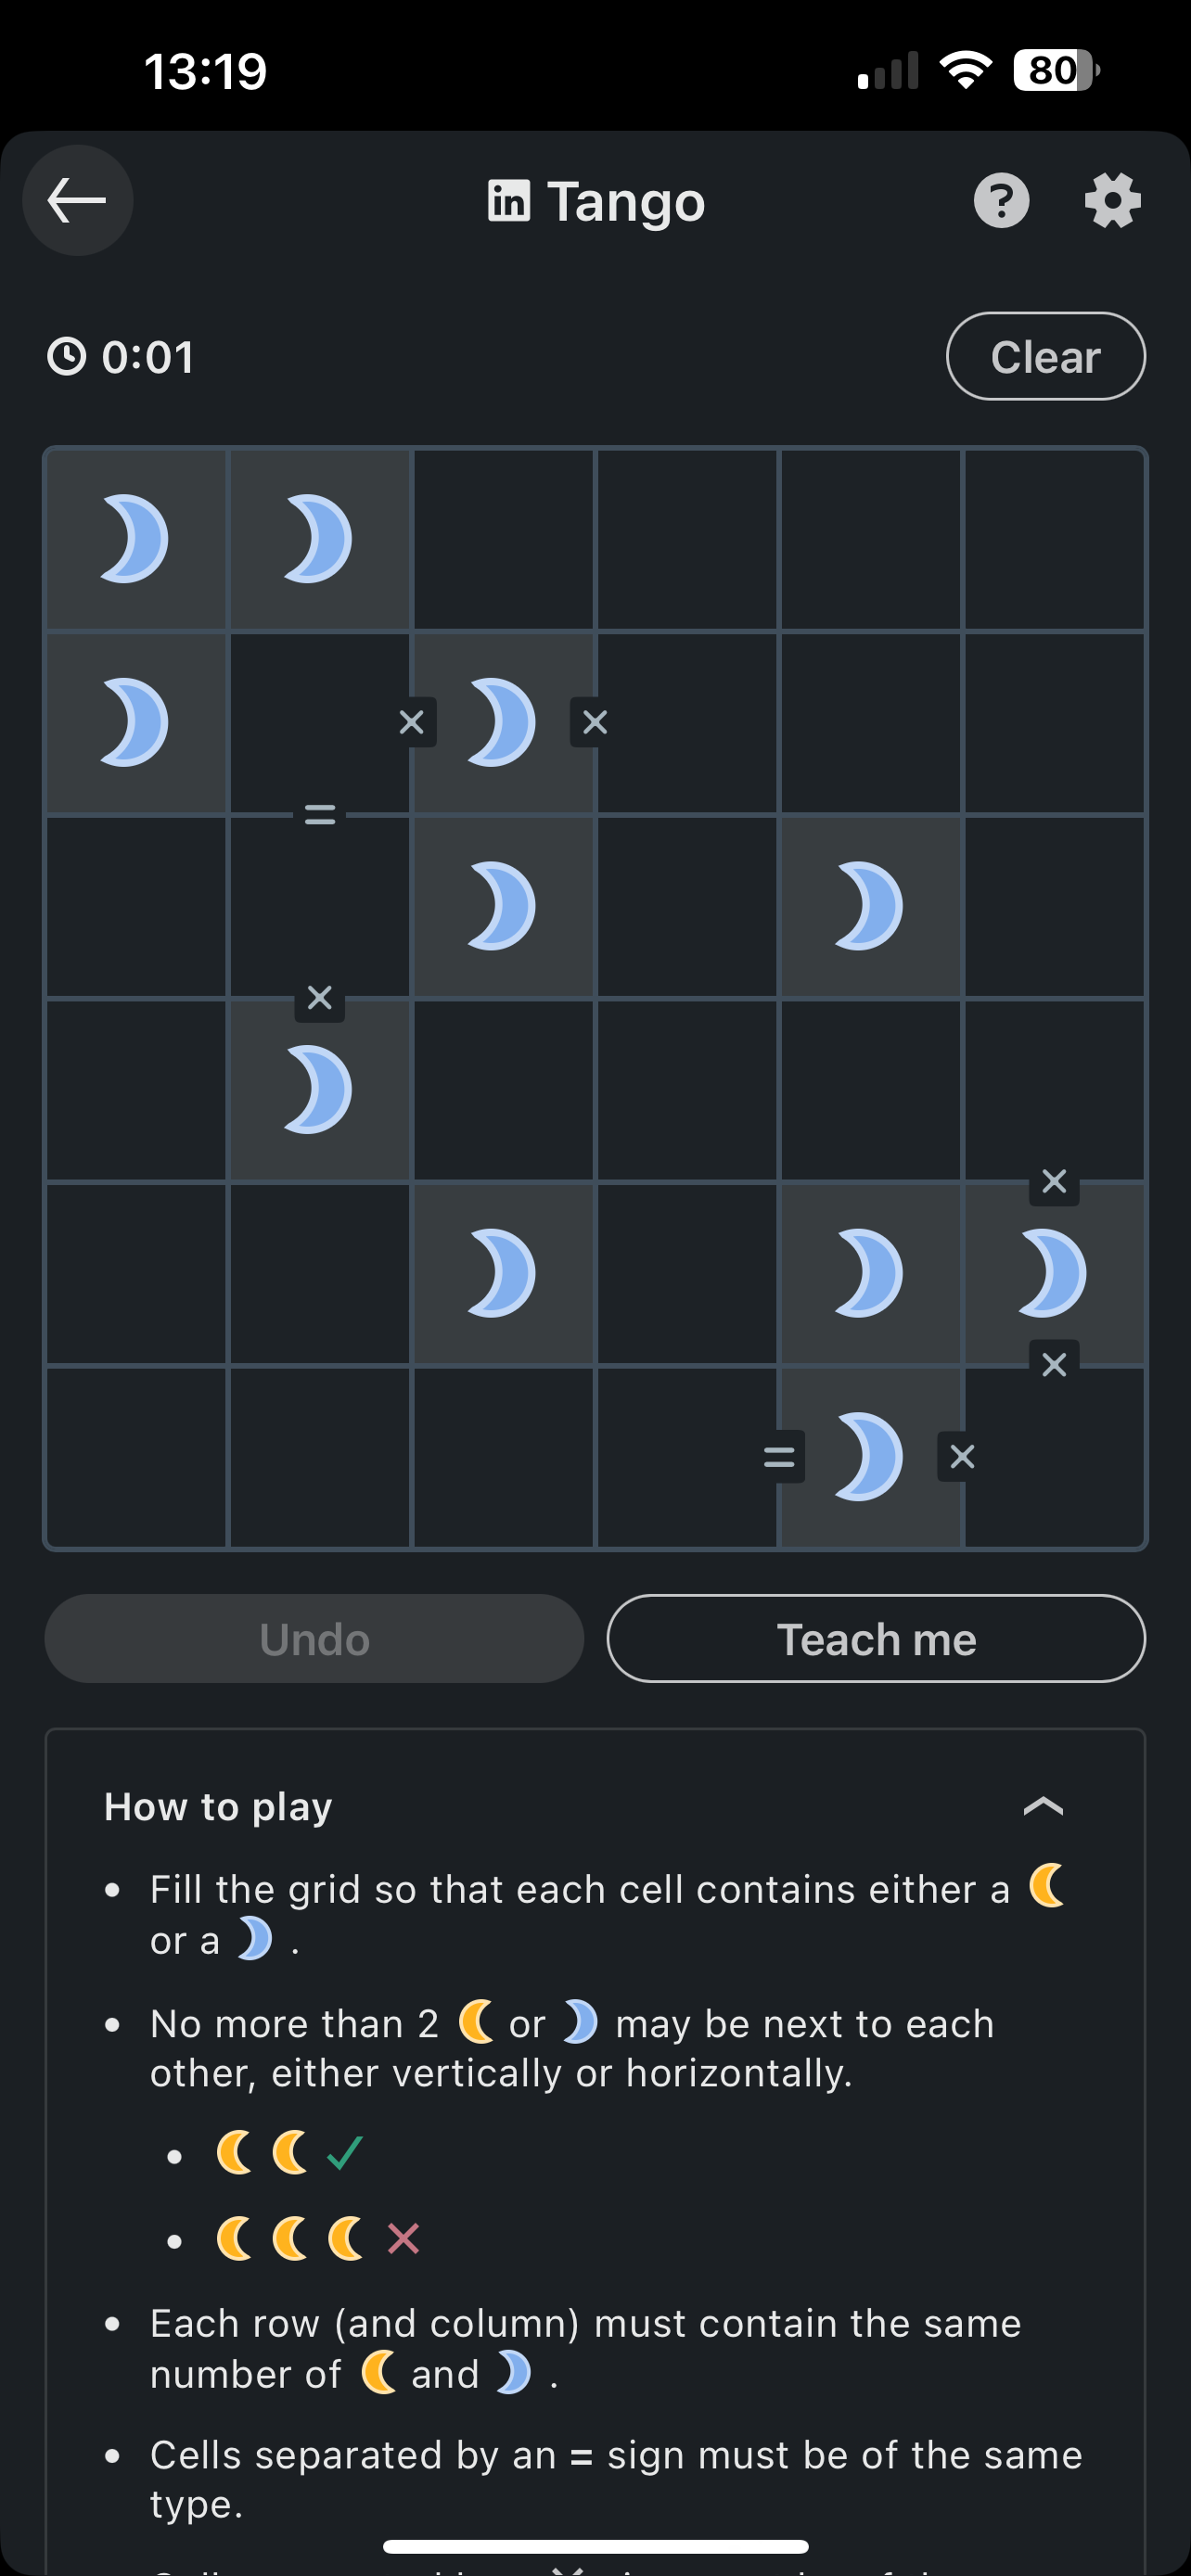 13:19
80
in Tango
?
0:01
Clear
× ×
=
×
×
×
= ×
Undo
Teach me
How to play
• Fill the grid so that each cell contains either a
or a .
• No more than 2 or may be next to each
other, either vertically or horizontally.
• Each row (and column) must contain the same
number of and .
• Cells separated by an = sign must be of the same
type.